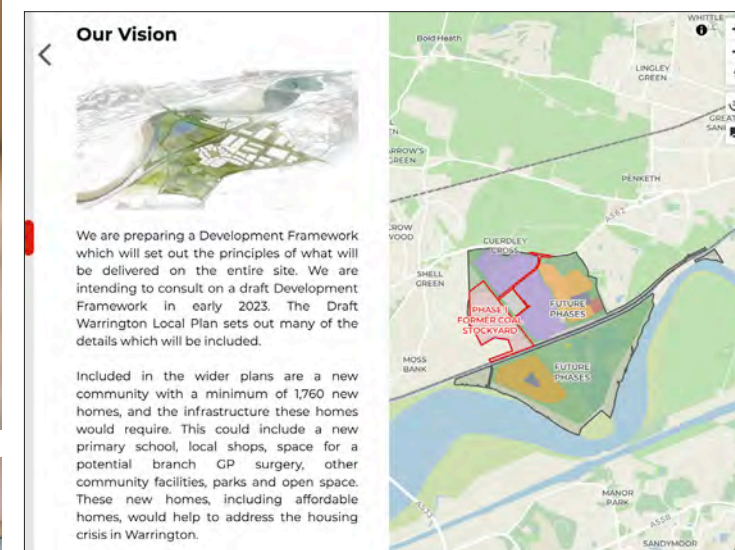 Our Vision
We are preparing a Development Framework
which will set out the principles of what will
be delivered on the entire site. We are
intending to consult on a draft Development
Framework in early 2023. The Draft
Warrington Local Plan sets out many of the
details which will be included.
Included in the wider plans are a new
community with a minimum of 1,760 new
homes, and the infrastructure these homes
would require. This could include a new
primary school, local shops, space for a
potential branch GP surgery, other
community facilities, parks and open space.
These new homes, including affordable
homes, would help to address the housing
crisis in Warrington.
WHITTLE
Bold Heath
LINGLEY
GREEN
GREAT
GREEN
PENKETH
A562
CUERDLEY
CROSS
SHELL
GREEN
PHASE 1
FORMER COAL
STOCKYARD
FUTURE
PHASES
FUTURE
PHASES
MOSS
BANK
MANOR
PARK
A558
SANDYMOOR